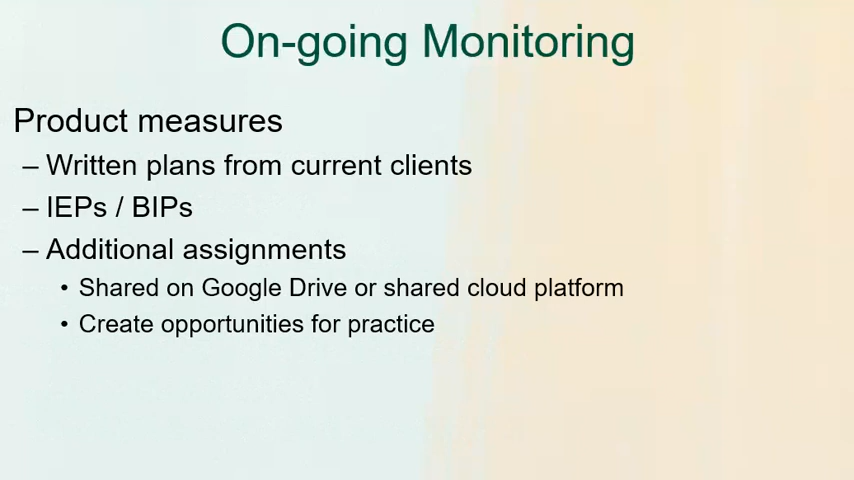 On-going Monitoring
Product measures
– Written plans from current clients
– IEPs / BIPs
– Additional assignments
• Shared on Google Drive or shared cloud platform
• Create opportunities for practice